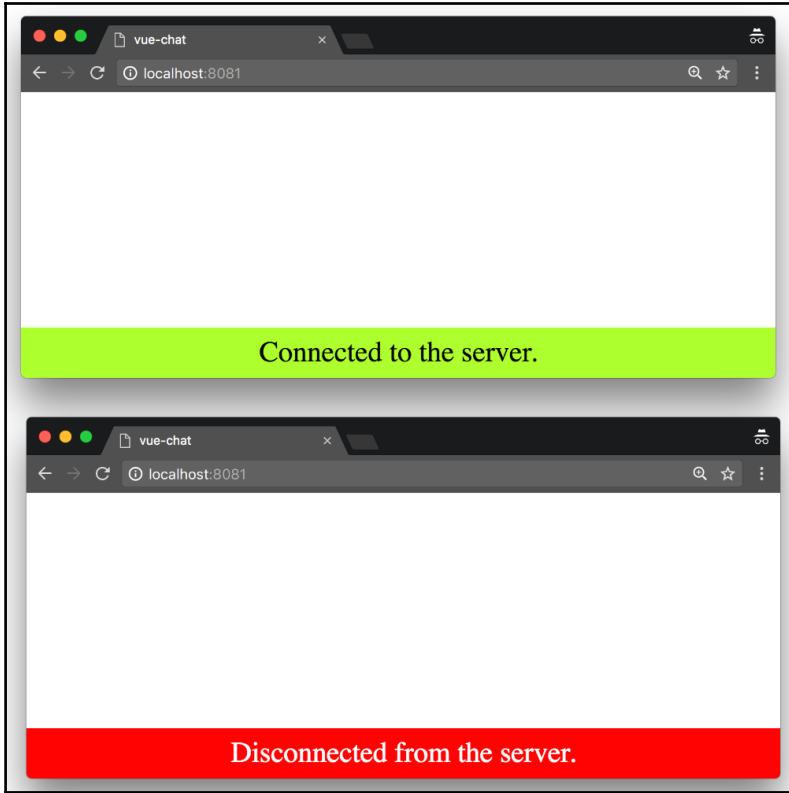 vue-chat
localhost:8081
Connected to the server.
vue-chat
localhost:8081
Disconnected from the server.